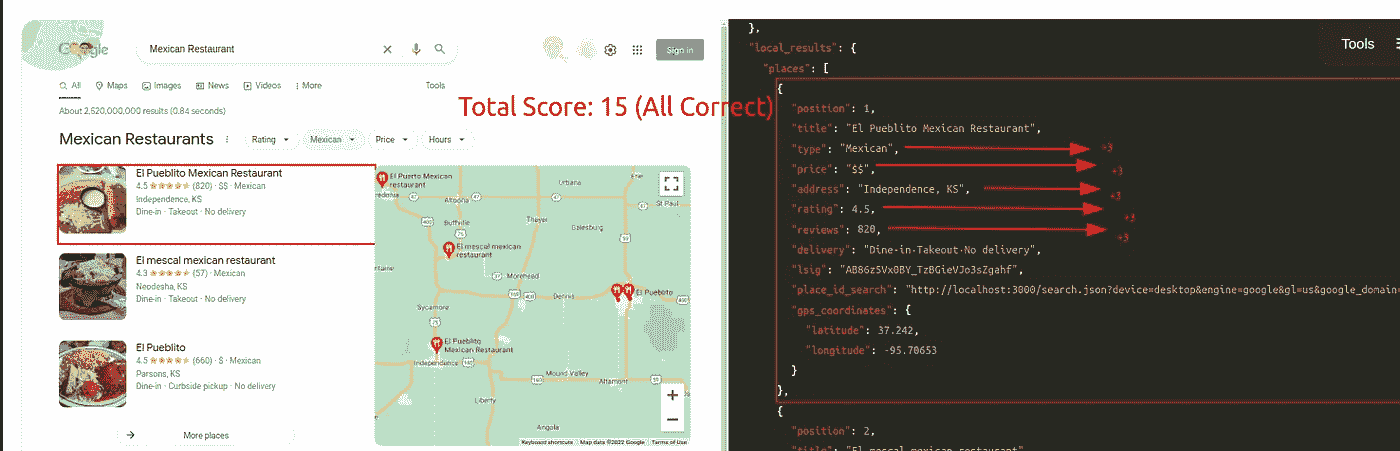 Google
Mexican Restaurant
Sign in
All
Maps
Images
News
Videos
More
Tools
About 2,520,000,000 results (0.84 seconds)
Total Score: 15 (All Correct)
Mexican Restaurants
Rating
Mexican
Price
Hours
El Pueblito Mexican Restaurant
4.5 (820) · $$ · Mexican
Independence, KS
Dine-in · Takeout · No delivery
El mescal mexican restaurant
4.3 (57) · Mexican
Neodesha, KS
Dine-in · Takeout · No delivery
El Pueblito
4.5 (660) · $ · Mexican
Parsons, KS
Dine-in · Curbside pickup · No delivery
More places
El Puerto Mexican
restaurant
Altoona
Urbana
Erie
St Paul
Buffville
Thayer
Galesburg
El mescal mexican
restaurant
Morehead
Dennis
El Pueblito
Sycamore
El Pueblito
Mexican Restaurant
Independence
Mound Valley
Altamont
Liberty
Angola
Keyboard shortcuts
Map data ©2022 Google
Terms of Use
Tools
},
"local_results": {
"places": [
{
"position": 1,
"title": "El Pueblito Mexican Restaurant",
"type": "Mexican", +3
"price": "$$", +3
"address": "Independence, KS", +3
"rating": 4.5, +3
"reviews": 820, +3
"delivery": "Dine-in·Takeout·No delivery",
"lsig": "AB86z5Vx0BY_TzBGieVJo3sZgahf",
"place_id_search": "http://localhost:3000/search.json?device=desktop&engine=google&gl=us&google_domain=
"gps_coordinates": {
"latitude": 37.242,
"longitude": -95.70653
}
},
{
"position": 2,
"title": "El mescal mexican restaurant"